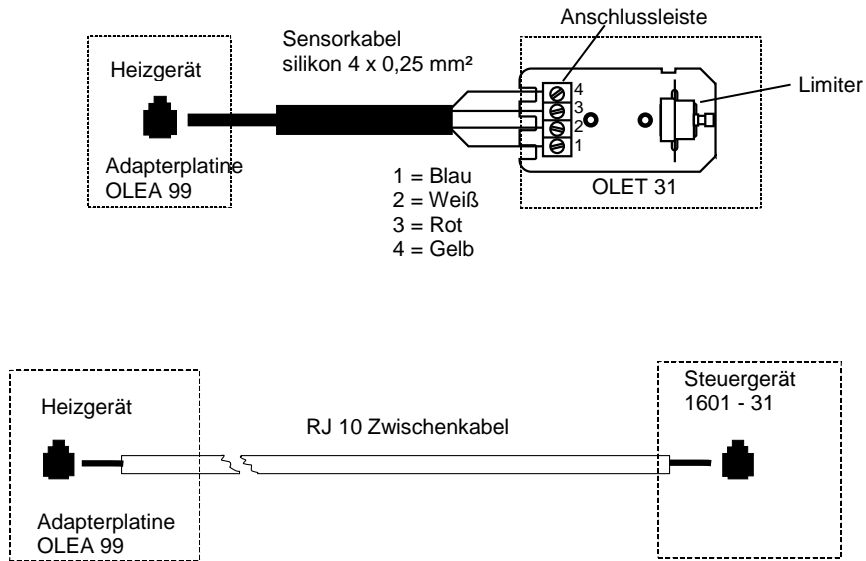 Anschlussleiste
Sensorkabel
silikon 4 x 0,25 mm²
Heizgerät
Limiter
4
3
2
1
Adapterplatine
OLEA 99
OLET 31
1 = Blau
2 = Weiß
3 = Rot
4 = Gelb
Steuergerät
1601 - 31
Heizgerät
RJ 10 Zwischenkabel
Adapterplatine
OLEA 99